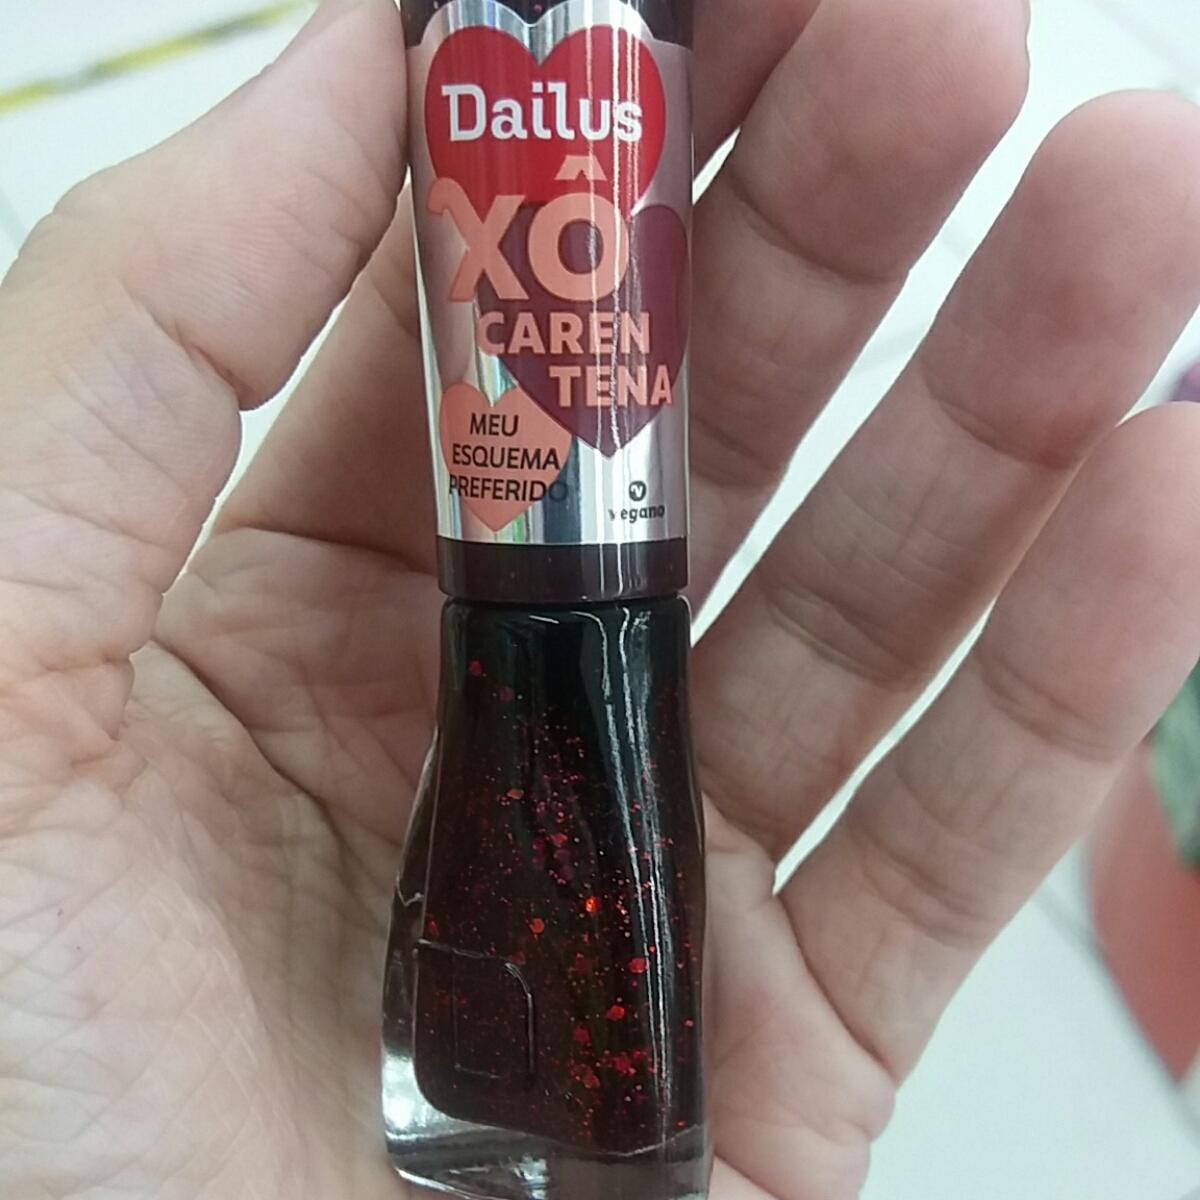 Dailus
XÔ
CAREN
TENA
MEU
ESQUEMA
PREFERIDO
vegano